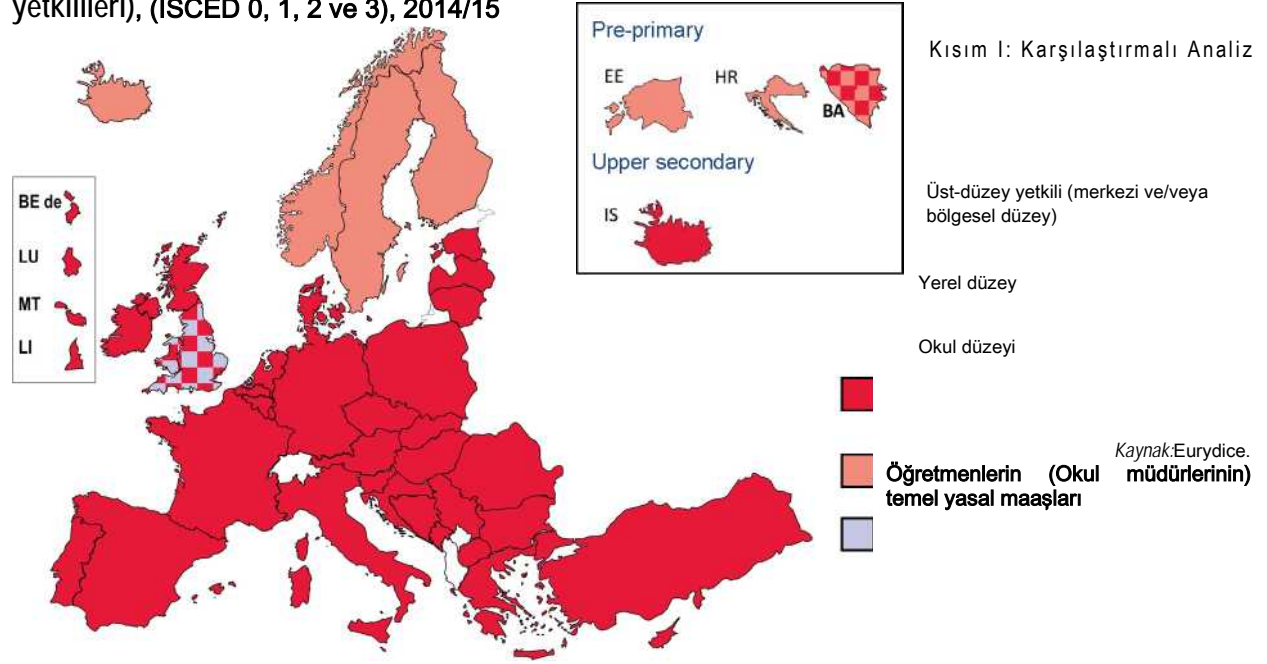 yetkilileri), (ISCED 0, 1, 2 ve 3), 2014/15
Kısım I: Karşılaştırmalı Analiz
Pre-primary
EE
HR
BA
Upper secondary
IS
BE de
LU
MT
LI
Üst-düzey yetkili (merkezi ve/veya
bölgesel düzey)
Yerel düzey
Okul düzeyi
Kaynak:Eurydice.
Öğretmenlerin (Okul müdürlerinin)
temel yasal maaşları